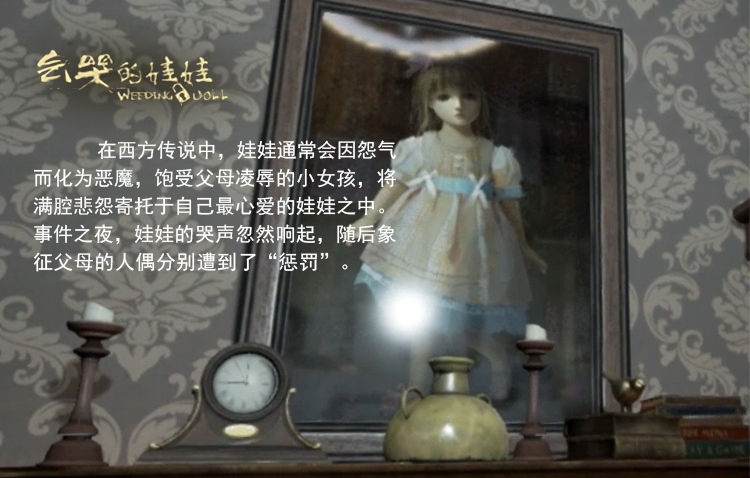 会哭的娃娃
WEEDING DOLL
在西方传说中，娃娃通常会因怨气
而化为恶魔，饱受父母凌辱的小女孩，将
满腔悲怨寄托于自己最心爱的娃娃之中。
事件之夜，娃娃的哭声忽然响起，随后象
征父母的人偶分别遭到了“惩罚”。